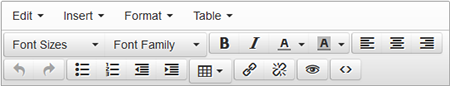 Edit Insert Format Table
Font Sizes Font Family B I A A